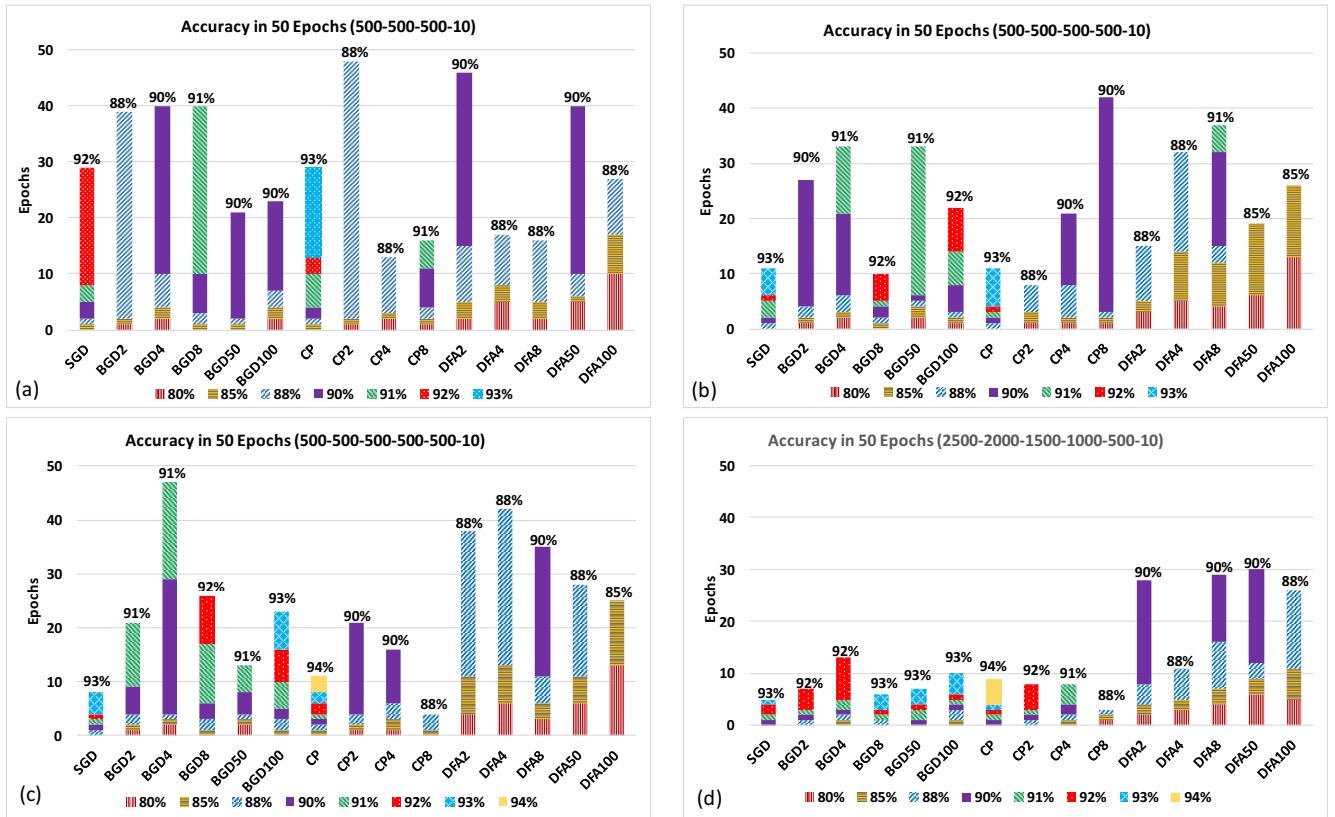 Accuracy in 50 Epochs (500-500-500-10)
50
40
30
20
10
0
Epochs
92%
88%
90%
91%
90%
90%
93%
88%
88%
91%
90%
88%
88%
90%
88%
SGD
BGD2
BGD4
BGD8
BGD50
BGD100
CP
CP2
CP4
CP8
DFA2
DFA4
DFA8
DFA50
DFA100
(a)
80% 85% 88% 90% 91% 92% 93%
Accuracy in 50 Epochs (500-500-500-500-10)
50
40
30
20
10
0
Epochs
93%
90%
91%
92%
91%
92%
93%
88%
90%
90%
88%
88%
91%
85%
85%
SGD
BGD2
BGD4
BGD8
BGD50
BGD100
CP
CP2
CP4
CP8
DFA2
DFA4
DFA8
DFA50
DFA100
(b)
80% 85% 88% 90% 91% 92% 93%
Accuracy in 50 Epochs (500-500-500-500-500-10)
50
40
30
20
10
0
Epochs
93%
91%
91%
92%
91%
93%
94%
90%
90%
88%
88%
88%
90%
88%
85%
SGD
BGD2
BGD4
BGD8
BGD50
BGD100
CP
CP2
CP4
CP8
DFA2
DFA4
DFA8
DFA50
DFA100
(c)
80% 85% 88% 90% 91% 92% 93% 94%
Accuracy in 50 Epochs (2500-2000-1500-1000-500-10)
50
40
30
20
10
0
Epochs
93%
92%
92%
93%
93%
93%
94%
92%
91%
88%
90%
88%
90%
90%
88%
SGD
BGD2
BGD4
BGD8
BGD50
BGD100
CP
CP2
CP4
CP8
DFA2
DFA4
DFA8
DFA50
DFA100
(d)
80% 85% 88% 90% 91% 92% 93% 94%